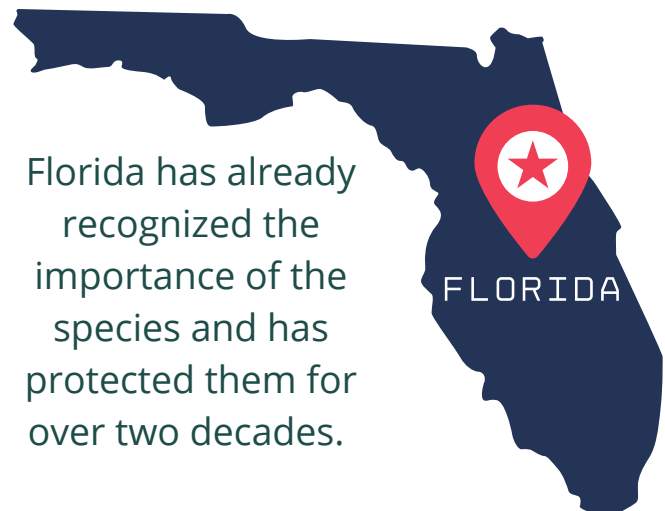 Florida has already
recognized the
importance of the
species and has
protected them for
over two decades.
FLORIDA